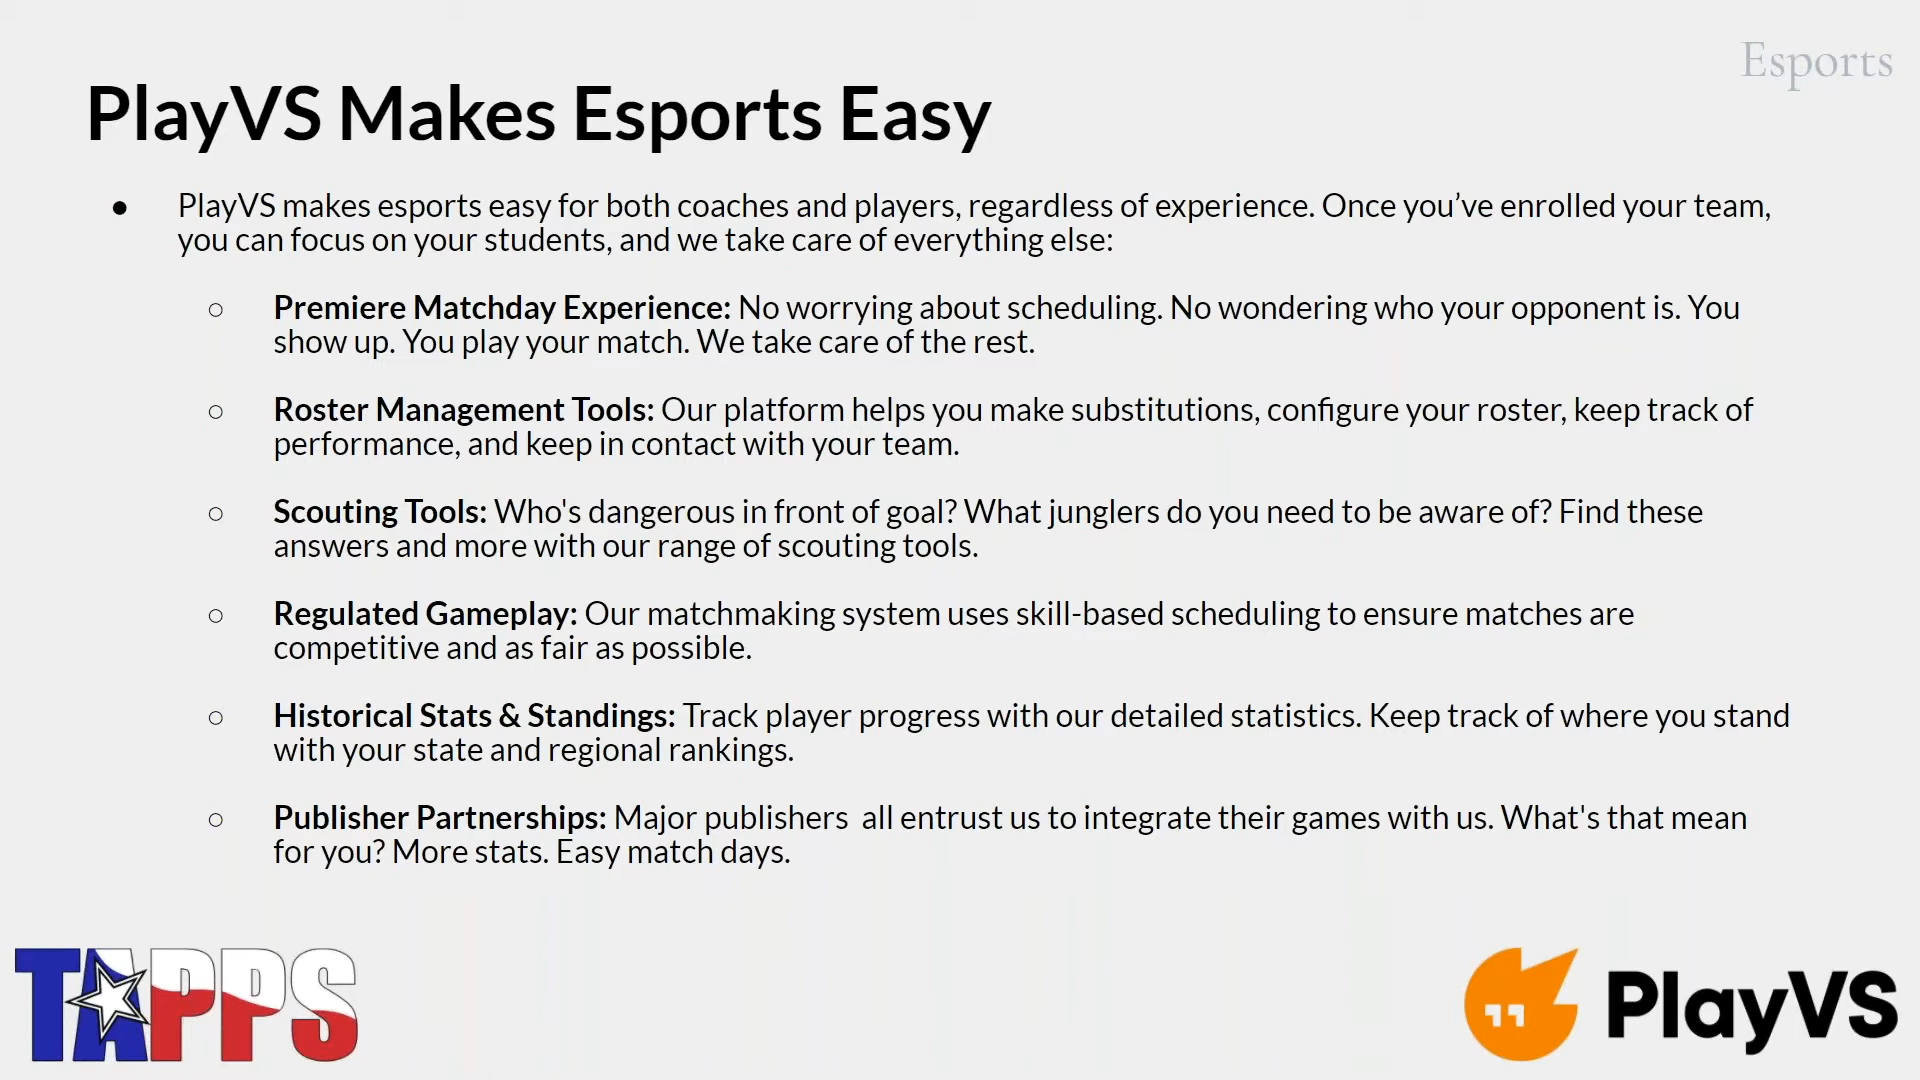 Esports
PlayVS Makes Esports Easy
● PlayVS makes esports easy for both coaches and players, regardless of experience. Once you’ve enrolled your team,
you can focus on your students, and we take care of everything else:
○ Premiere Matchday Experience: No worrying about scheduling. No wondering who your opponent is. You
show up. You play your match. We take care of the rest.
○ Roster Management Tools: Our platform helps you make substitutions, configure your roster, keep track of
performance, and keep in contact with your team.
○ Scouting Tools: Who's dangerous in front of goal? What junglers do you need to be aware of? Find these
answers and more with our range of scouting tools.
○ Regulated Gameplay: Our matchmaking system uses skill-based scheduling to ensure matches are
competitive and as fair as possible.
○ Historical Stats & Standings: Track player progress with our detailed statistics. Keep track of where you stand
with your state and regional rankings.
○ Publisher Partnerships: Major publishers  all entrust us to integrate their games with us. What's that mean
for you? More stats. Easy match days.
TAPPS
PlayVS